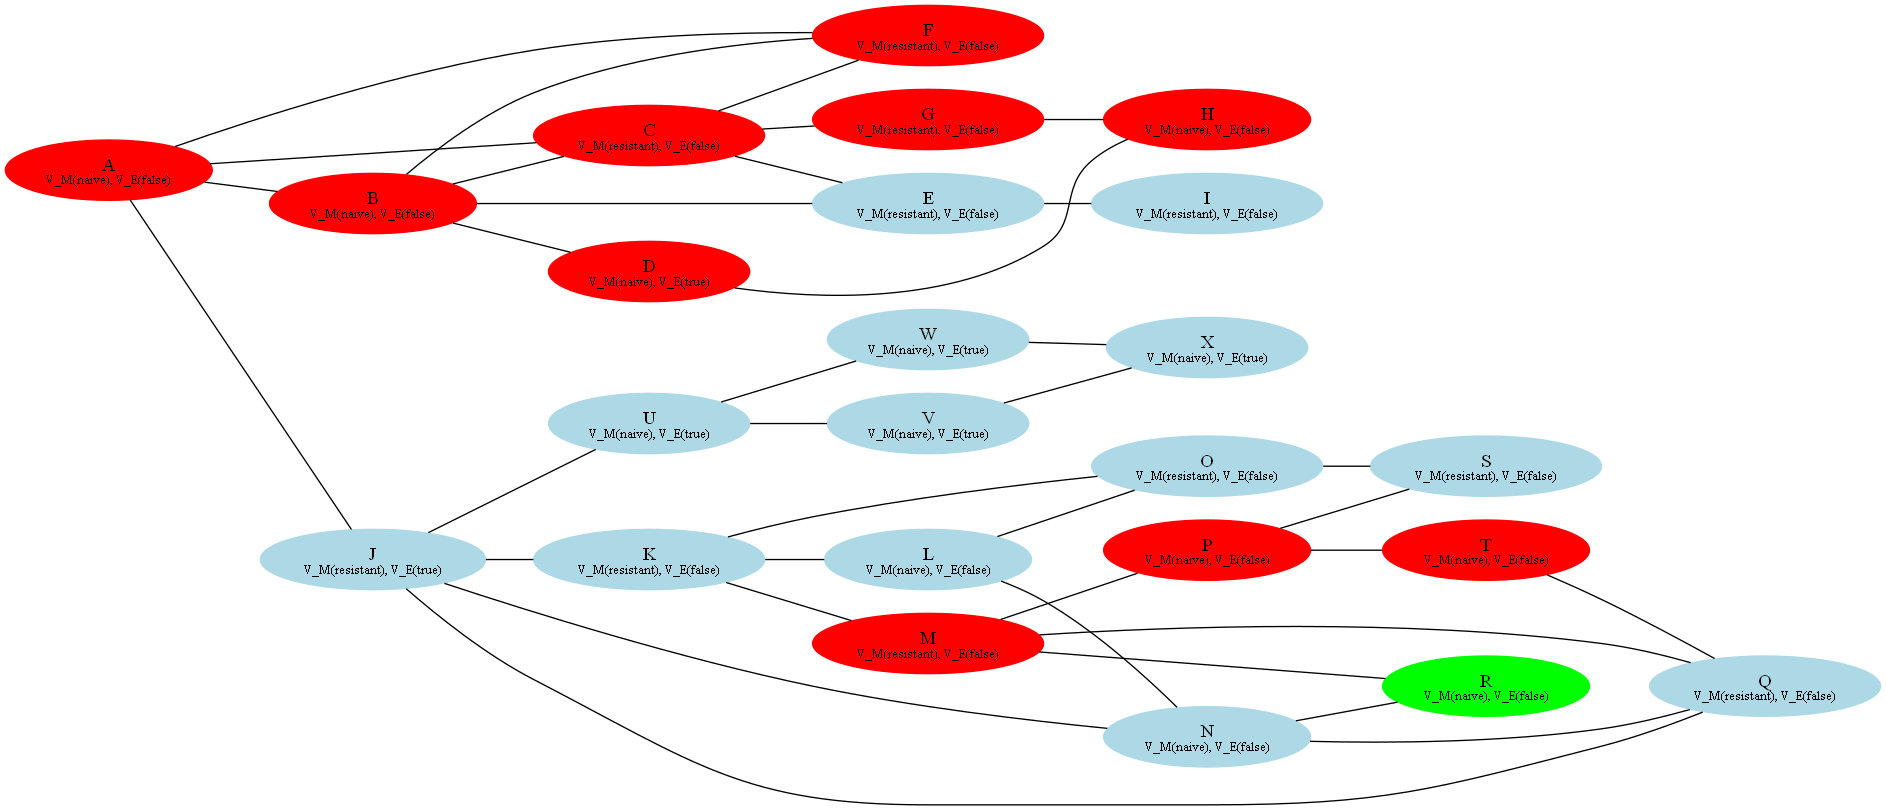 F
V_M(resistant), V_E(false)
G
V_M(resistant), V_E(false)
H
V_M(naive), V_E(false)
C
V_M(resistant), V_E(false)
A
V_M(naive), V_E(false)
B
V_M(naive), V_E(false)
E
V_M(resistant), V_E(false)
I
V_M(resistant), V_E(false)
D
V_M(naive), V_E(true)
W
V_M(naive), V_E(true)
X
V_M(naive), V_E(true)
U
V_M(naive), V_E(true)
V
V_M(naive), V_E(true)
O
V_M(resistant), V_E(false)
S
V_M(resistant), V_E(false)
J
V_M(resistant), V_E(true)
K
V_M(resistant), V_E(false)
L
V_M(naive), V_E(false)
P
V_M(naive), V_E(false)
T
V_M(naive), V_E(false)
M
V_M(resistant), V_E(false)
R
V_M(naive), V_E(false)
Q
V_M(resistant), V_E(false)
N
V_M(naive), V_E(false)